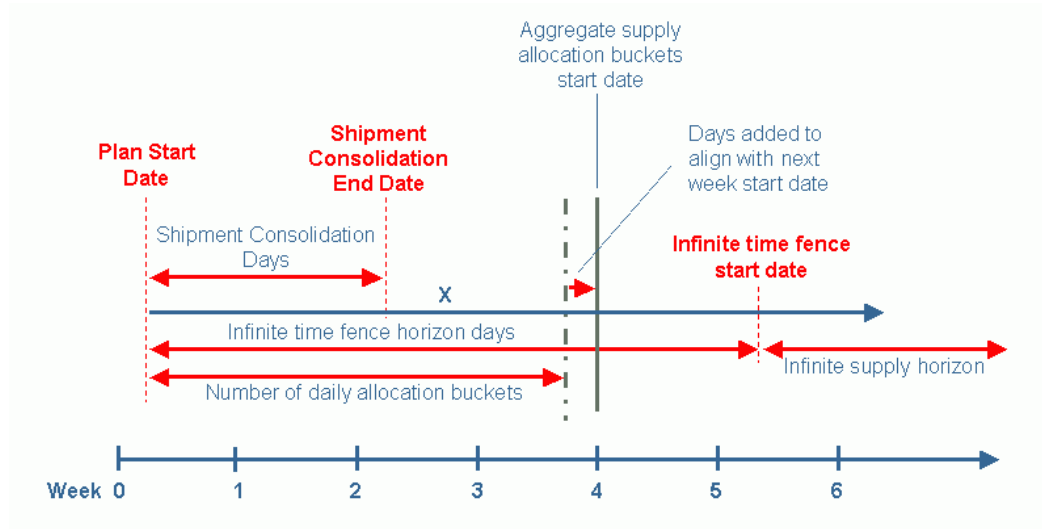 Aggregate supply
allocation buckets
start date
Days added to
align with next
week start date
Plan Start
Date
Shipment
Consolidation
End Date
Shipment Consolidation
Days
Infinite time fence
start date
X
Infinite time fence horizon days
Infinite supply horizon
Number of daily allocation buckets
Week 0 1 2 3 4 5 6